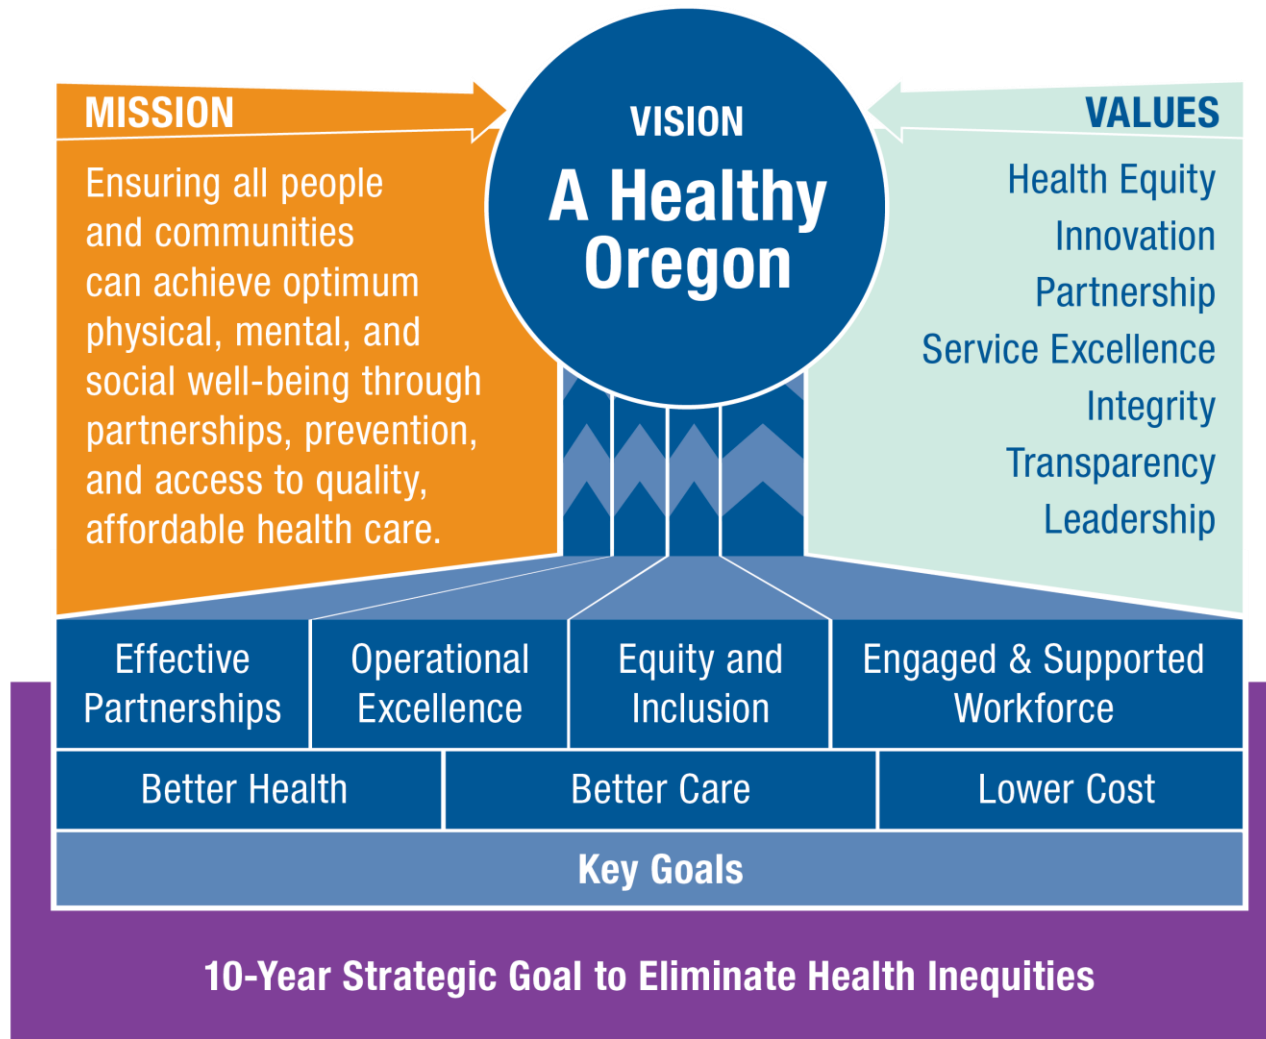 MISSION
Ensuring all people
and communities
can achieve optimum
physical, mental, and
social well-being through
partnerships, prevention,
and access to quality,
affordable health care.
VISION
A Healthy
Oregon
VALUES
Health Equity
Innovation
Partnership
Service Excellence
Integrity
Transparency
Leadership
Effective
Partnerships
Operational
Excellence
Equity and
Inclusion
Engaged & Supported
Workforce
Better Health
Better Care
Lower Cost
Key Goals
10-Year Strategic Goal to Eliminate Health Inequities